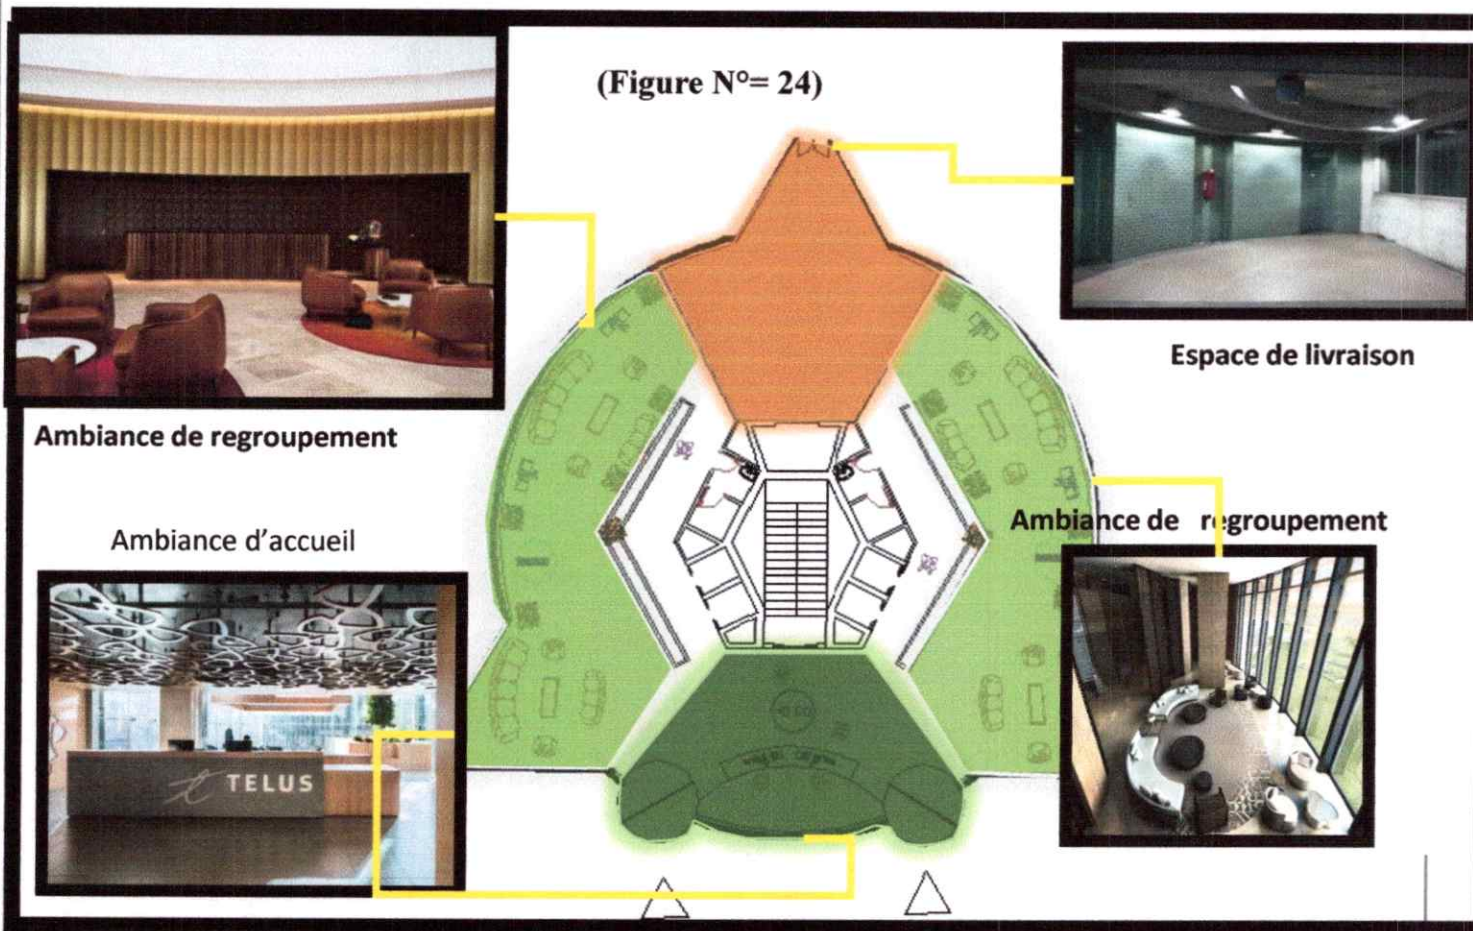 (Figure N°= 24)
Espace de livraison
Ambiance de regroupement
Ambiance d'accueil
Ambiance de regroupement
TELUS